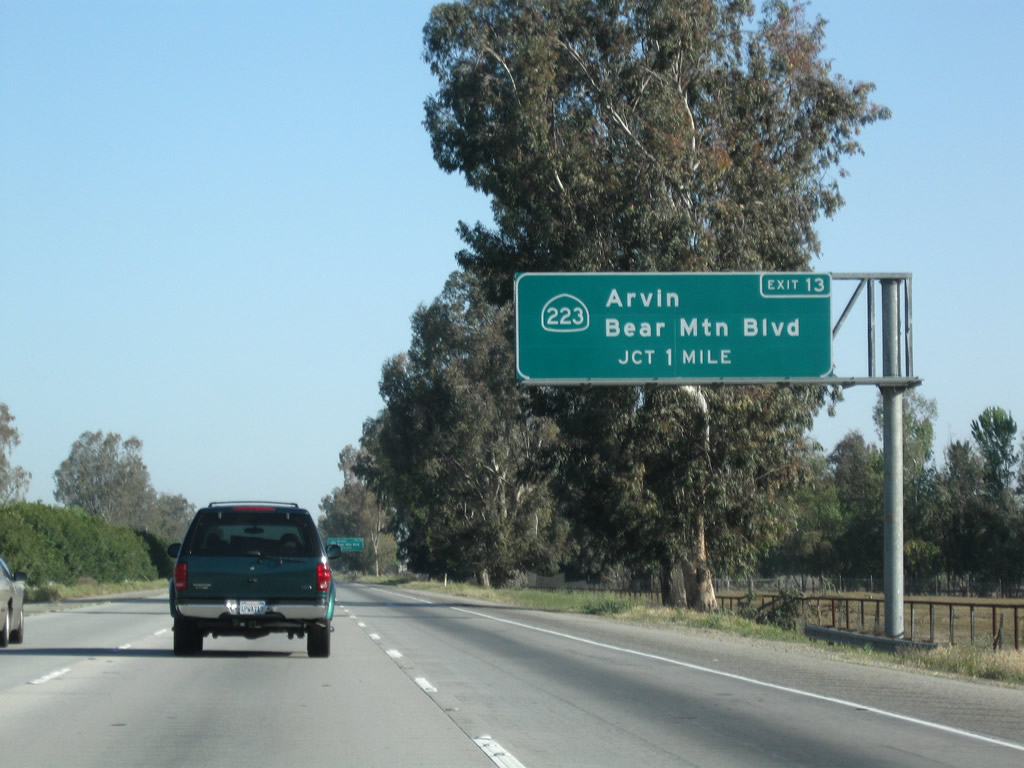 EXIT 13
223
Arvin
Bear Mtn Blvd
JCT 1 MILE